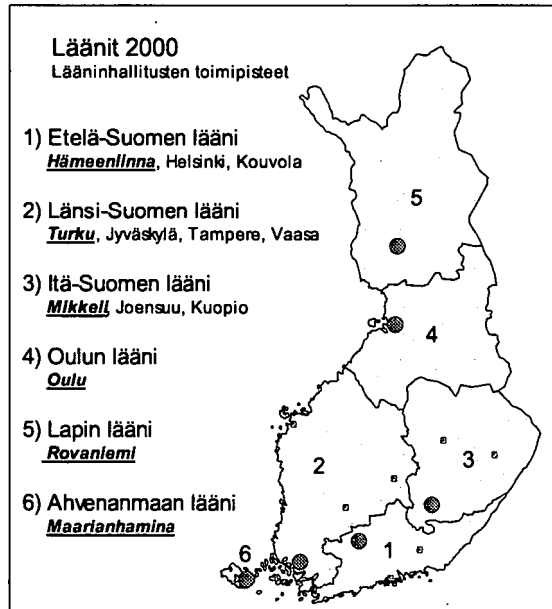 Läänit 2000
Lääninhallitusten toimipisteet
1) Etelä-Suomen lääni
Hämeenlinna, Helsinki, Kouvola
2) Länsi-Suomen lääni
Turku, Jyväskylä, Tampere, Vaasa
3) Itä-Suomen lääni
Mikkeli, Joensuu, Kuopio
4) Oulun lääni
Oulu
5) Lapin lääni
Rovaniemi
6) Ahvenanmaan lääni
Maarianhamina
5
4
3
2
1
6